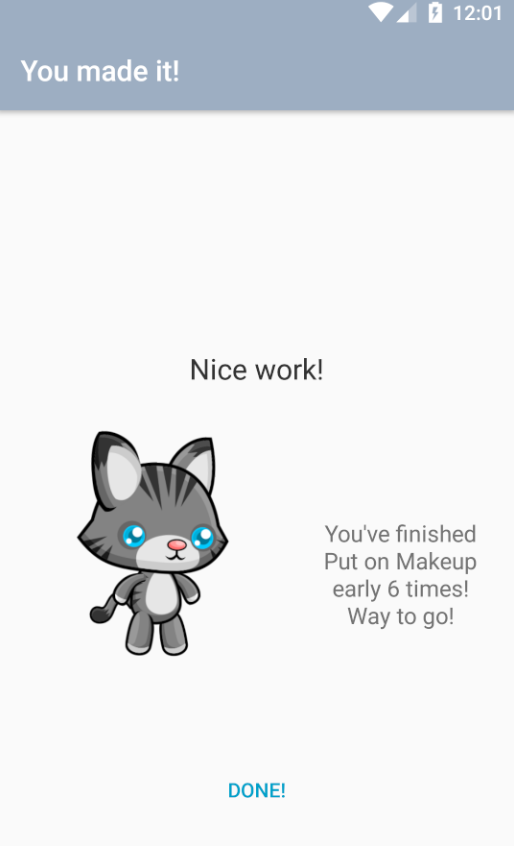 12:01
You made it!
Nice work!
You've finished
Put on Makeup
early 6 times!
Way to go!
DONE!